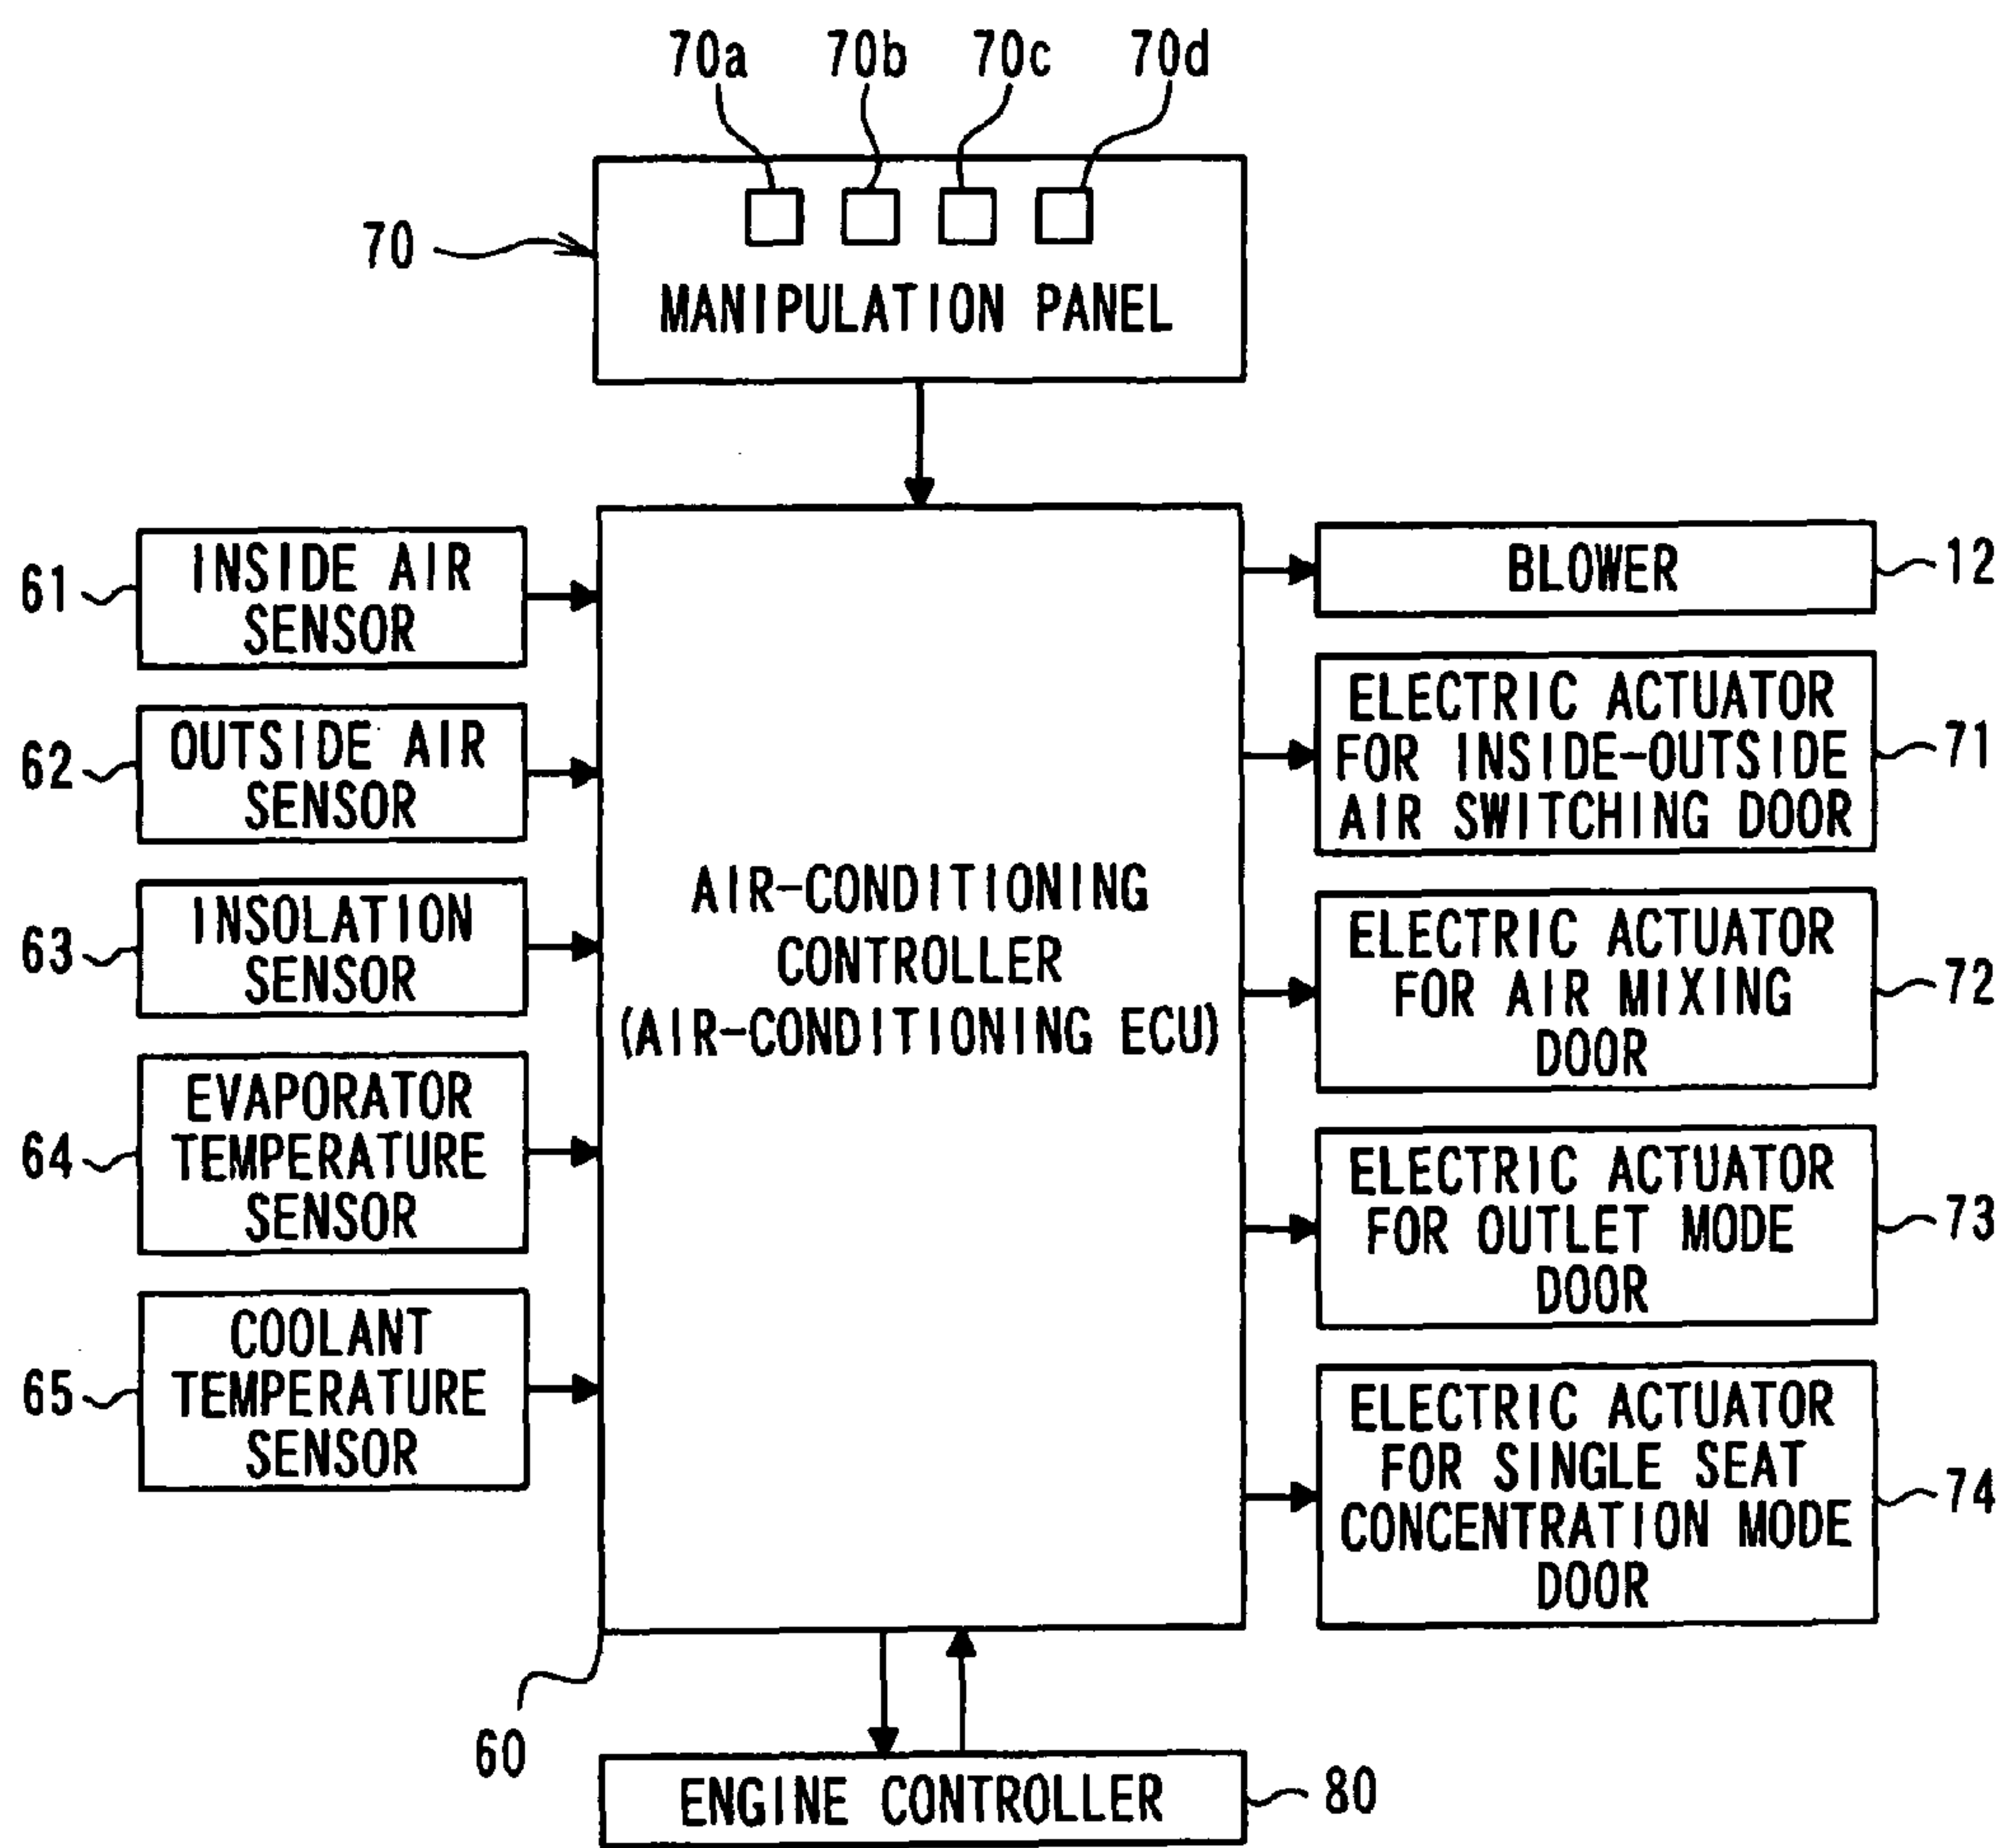 70a 70b 70c 70d
70
MANIPULATION PANEL
61
INSIDE AIR
SENSOR
62
OUTSIDE AIR
SENSOR
63
INSOLATION
SENSOR
64
EVAPORATOR
TEMPERATURE
SENSOR
65
COOLANT
TEMPERATURE
SENSOR
AIR-CONDITIONING
CONTROLLER
(AIR-CONDITIONING ECU)
60
BLOWER
12
ELECTRIC ACTUATOR
FOR INSIDE-OUTSIDE
AIR SWITCHING DOOR
71
ELECTRIC ACTUATOR
FOR AIR MIXING
DOOR
72
ELECTRIC ACTUATOR
FOR OUTLET MODE
DOOR
73
ELECTRIC ACTUATOR
FOR SINGLE SEAT
CONCENTRATION MODE
DOOR
74
ENGINE CONTROLLER
80